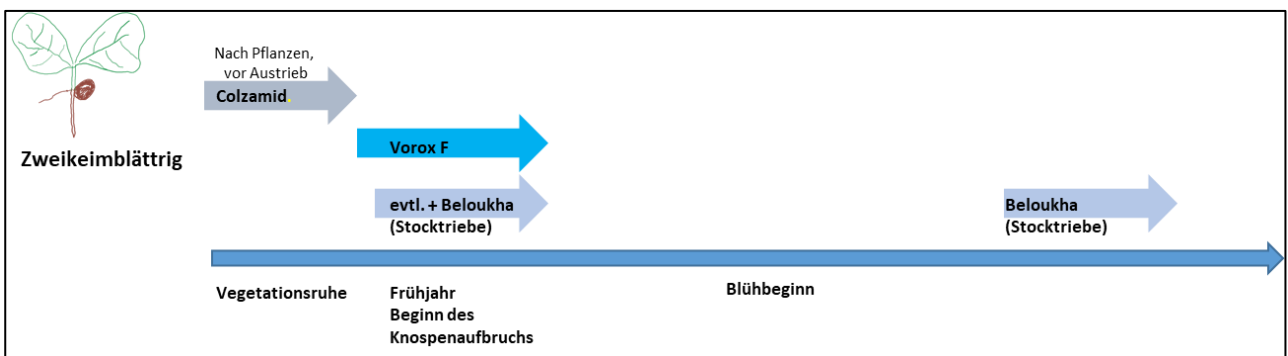 Nach Pflanzen,
vor Austrieb
Colzamid.
Zweikeimblättrig
Vorox F
evtl. + Beloukha
(Stocktriebe)
Beloukha
(Stocktriebe)
Vegetationsruhe
Frühjahr
Beginn des
Knospenaufbruchs
Blühbeginn